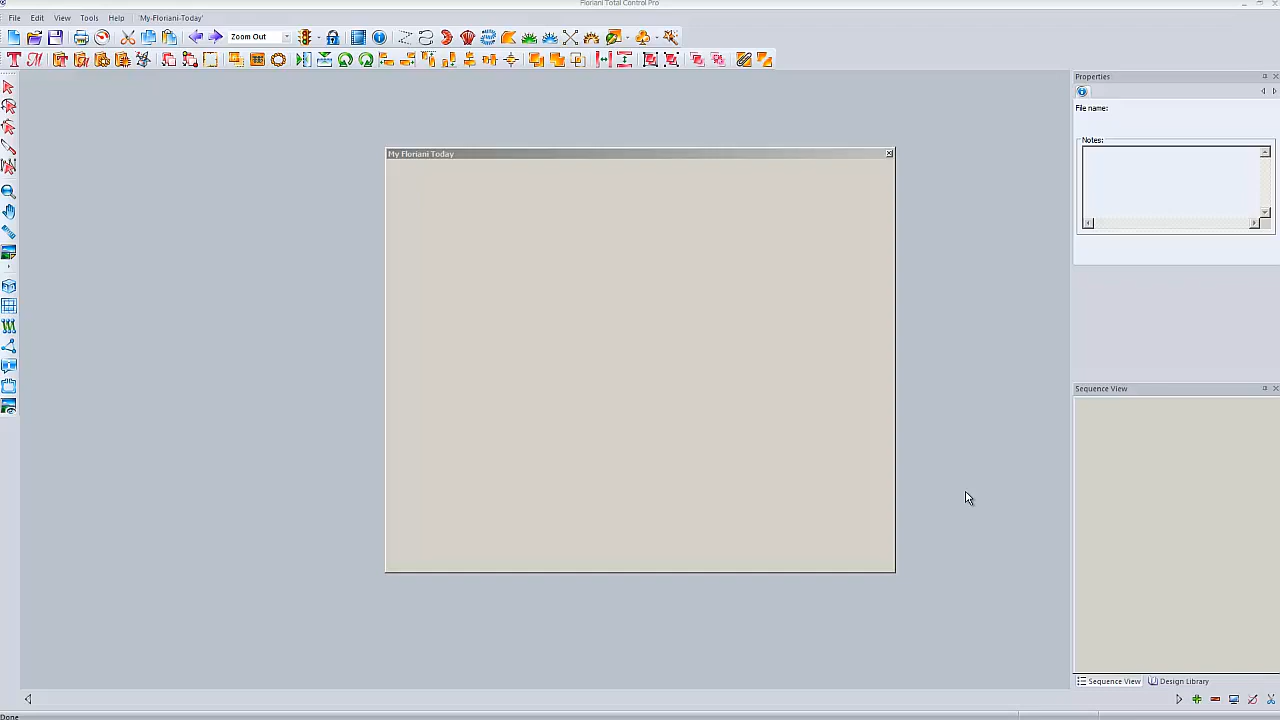 Floriani Total Control Pro
File Edit View Tools Help 'My-Floriani-Today'
Zoom Out
Properties
File name:
Notes:
My Floriani Today
Sequence View
Sequence View Design Library
Done